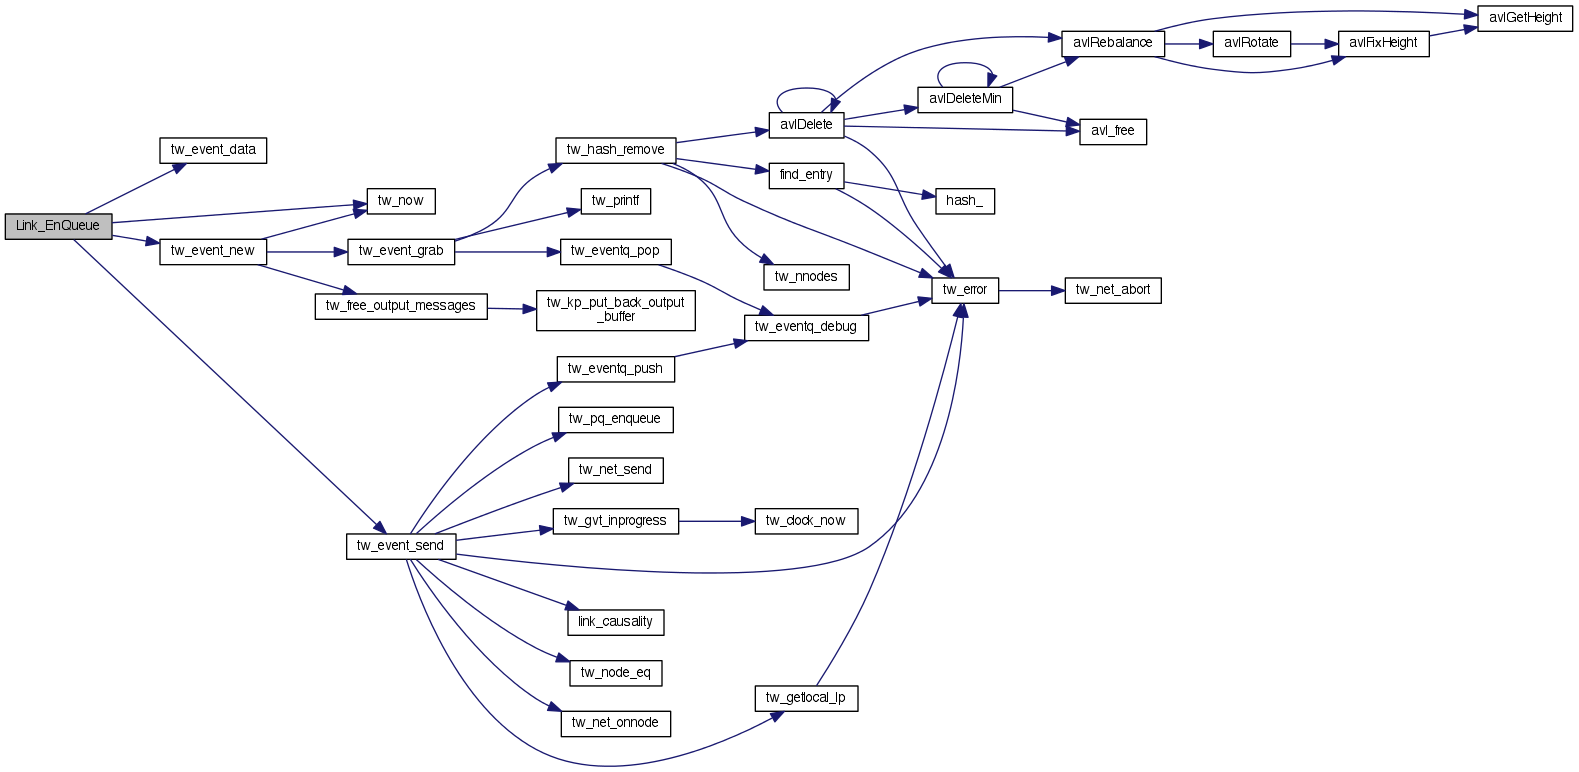 avlGetHeight
avlRebalance
avlRotate
avlFixHeight
avlDeleteMin
avlDelete
avl_free
tw_event_data
tw_hash_remove
find_entry
hash_
tw_now
tw_printf
Link_EnQueue
tw_event_new
tw_event_grab
tw_eventq_pop
tw_nnodes
tw_error
tw_net_abort
tw_free_output_messages
tw_kp_put_back_output
_buffer
tw_eventq_debug
tw_eventq_push
tw_pq_enqueue
tw_net_send
tw_gvt_inprogress
tw_clock_now
tw_event_send
link_causality
tw_node_eq
tw_getlocal_lp
tw_net_onnode